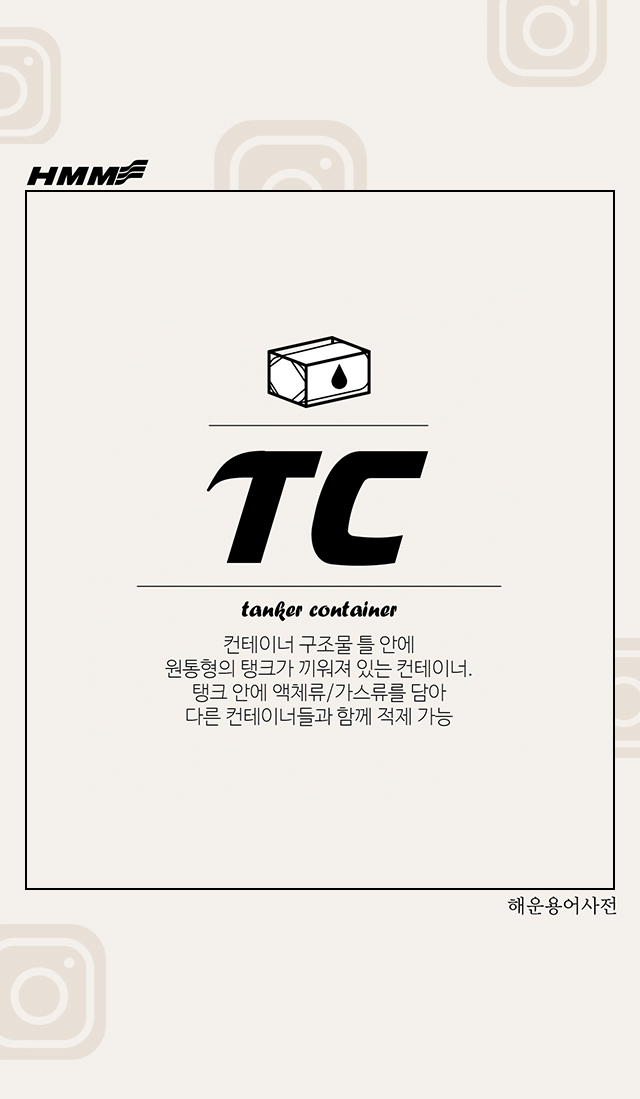 HMM
TC
tanker container
컨테이너 구조물 틀 안에
원통형의 탱크가 끼워져 있는 컨테이너.
탱크 안에 액체류/가스류를 담아
다른 컨테이너들과 함께 적제 가능
해운용어사전